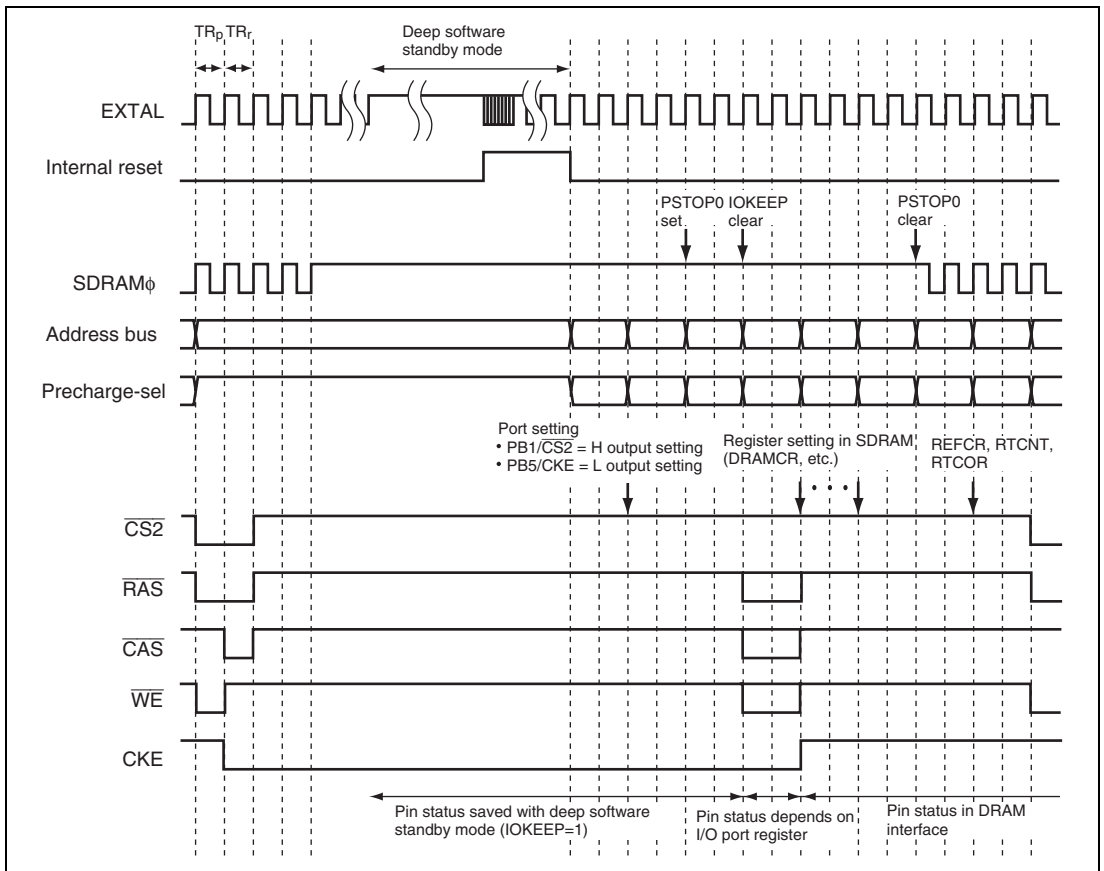 TRp TRr
Deep software
standby mode
EXTAL
Internal reset
PSTOP0 IOKEEP
set clear
PSTOP0
clear
SDRAMϕ
Address bus
Precharge-sel
Port setting
• PB1/CS2 = H output setting
• PB5/CKE = L output setting
Register setting in SDRAM
(DRAMCR, etc.)
REFCR, RTCNT,
RTCOR
CS2
RAS
CAS
WE
CKE
Pin status saved with deep software
standby mode (IOKEEP=1)
Pin status depends on
I/O port register
Pin status in DRAM
interface